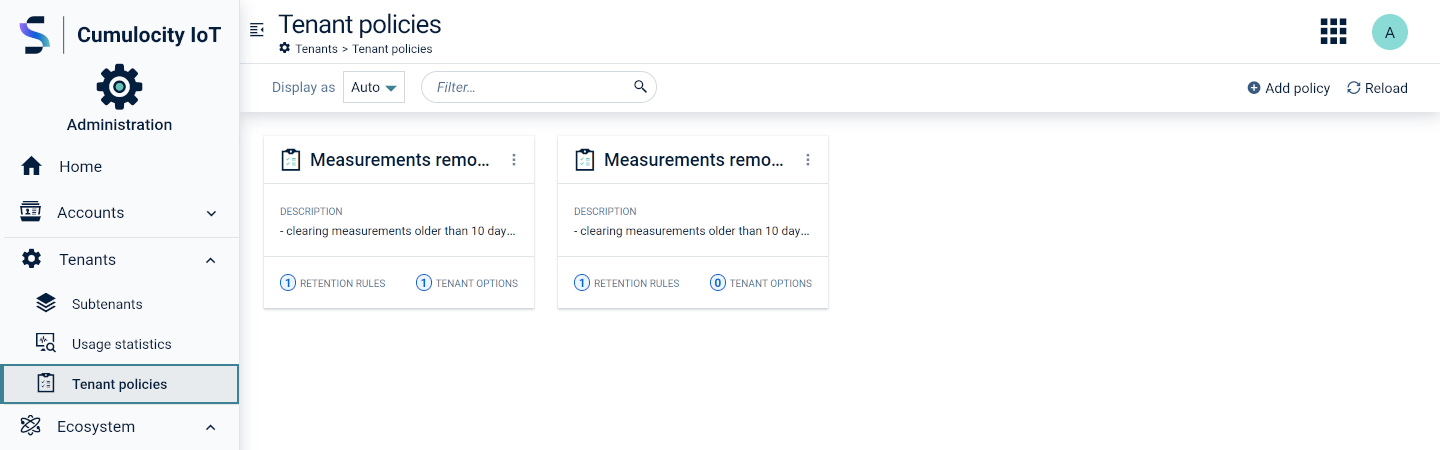 Cumulocity IoT
Administration
Home
Accounts
Tenants
Subtenants
Usage statistics
Tenant policies
Ecosystem
Tenant policies
Tenants > Tenant policies
A
Display as Auto Filter... Add policy Reload
Measurements remo...
DESCRIPTION
- clearing measurements older than 10 day...
1 RETENTION RULES 1 TENANT OPTIONS
Measurements remo...
DESCRIPTION
- clearing measurements older than 10 day...
1 RETENTION RULES 0 TENANT OPTIONS